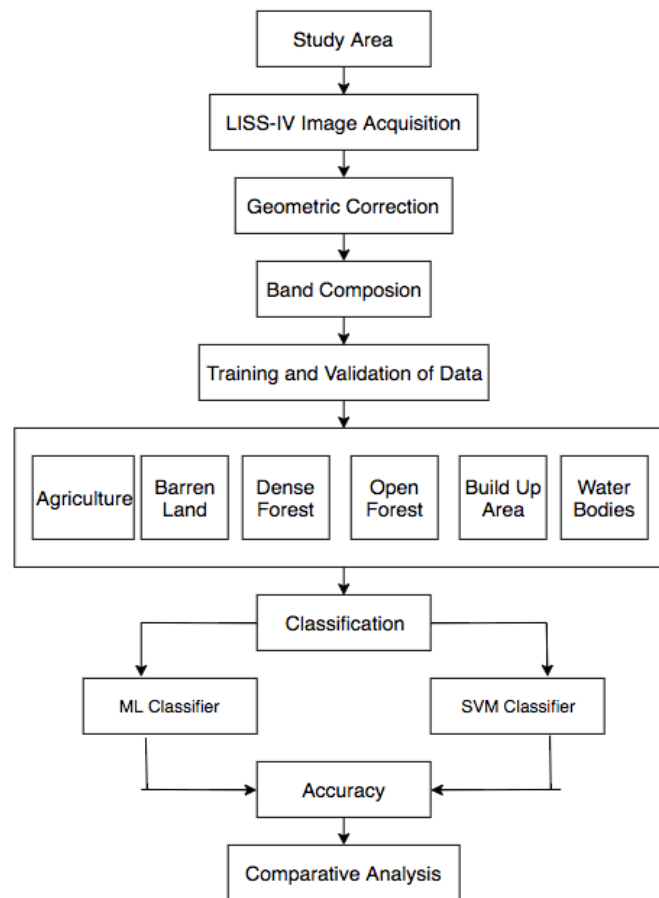 Study Area
LISS-IV Image Acquisition
Geometric Correction
Band Composion
Training and Validation of Data
Agriculture
Barren
Land
Dense
Forest
Open
Forest
Build Up
Area
Water
Bodies
Classification
ML Classifier
SVM Classifier
Accuracy
Comparative Analysis